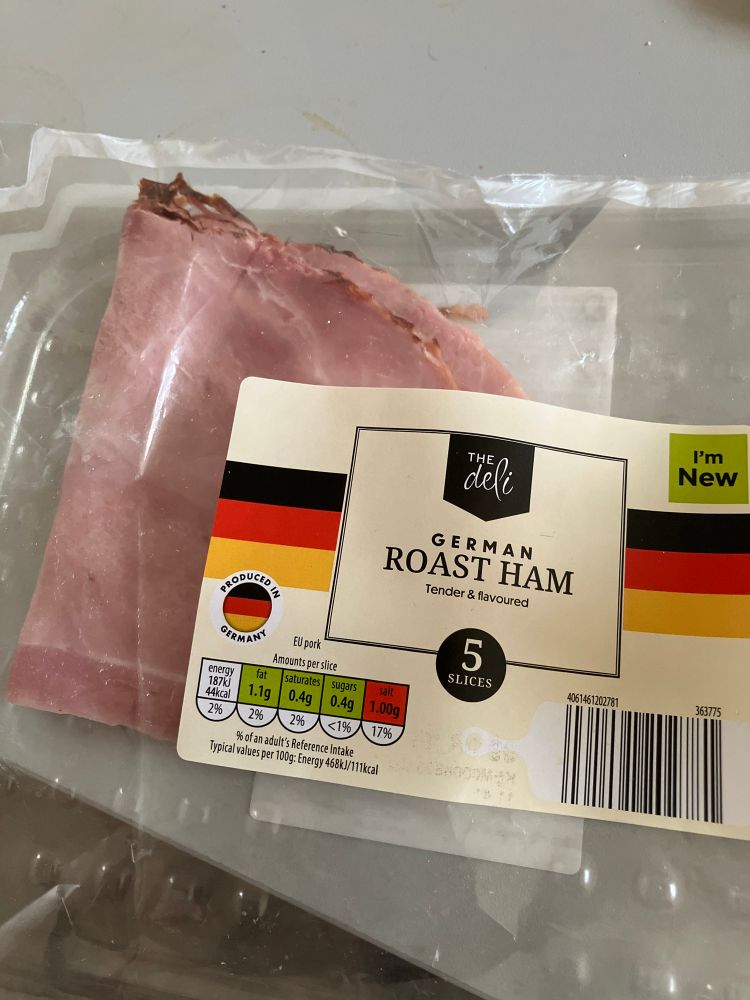 I'm
New
THE
deli
GERMAN
ROAST HAM
Tender & flavoured
PRODUCED IN
GERMANY
EU pork
5
SLICES
Amounts per slice
energy
187kJ
44kcal
2%
fat
1.1g
2%
saturates
0.4g
2%
sugars
0.4g
<1%
salt
1.00g
17%
% of an adult's Reference Intake
Typical values per 100g: Energy 468kJ/111kcal
4061461202781
363775